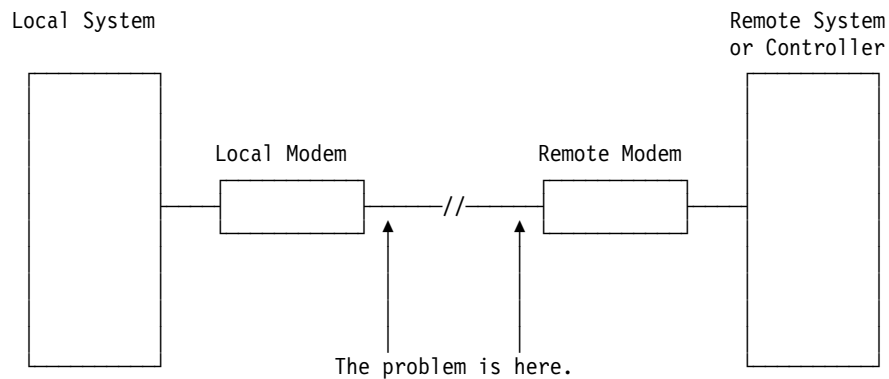 Local System
Remote System
or Controller
Local Modem
Remote Modem
//
The problem is here.